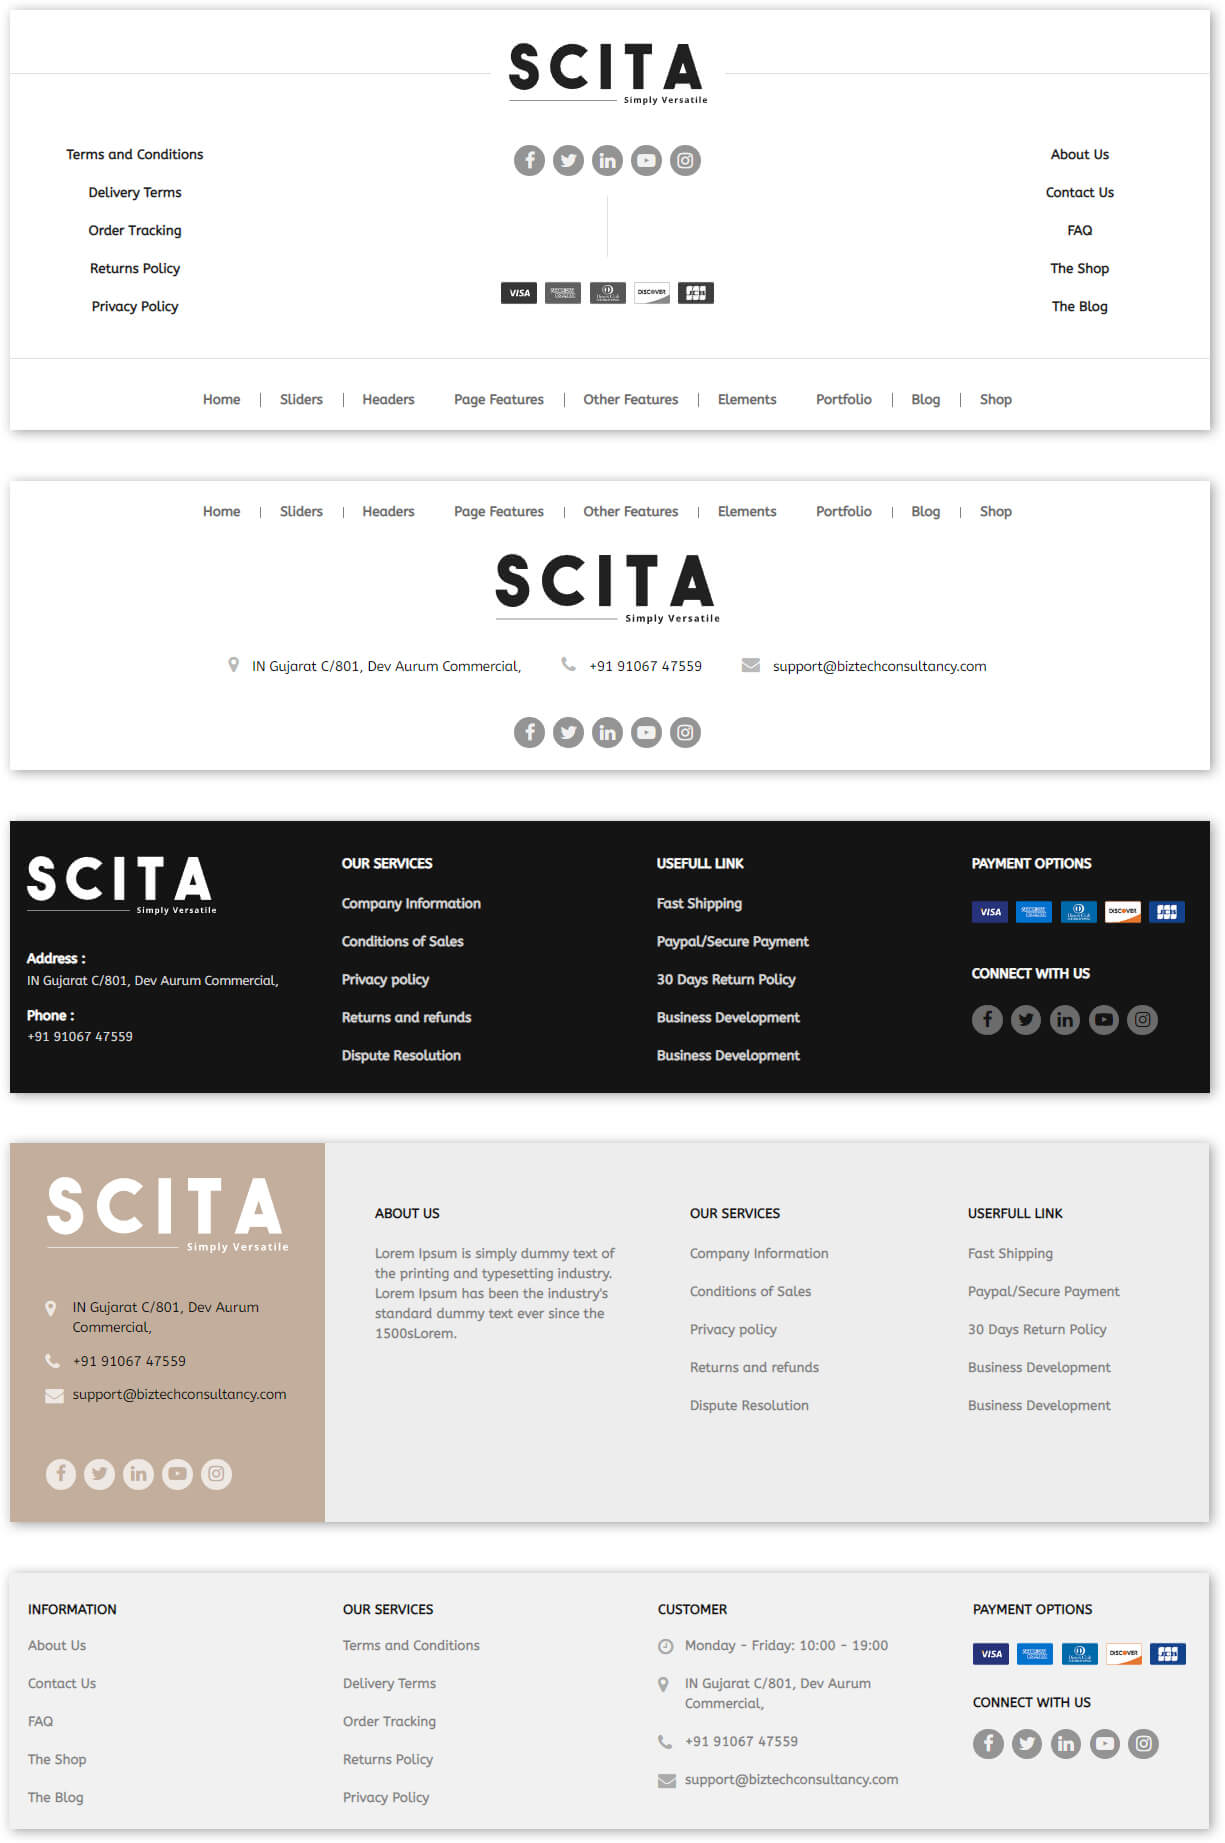 SCITA
Simply Versatile
Terms and Conditions
Delivery Terms
Order Tracking
Returns Policy
Privacy Policy
VISA
DISCOVER
JCB
About Us
Contact Us
FAQ
The Shop
The Blog
Home | Sliders | Headers Page Features | Other Features | Elements Portfolio | Blog | Shop
Home | Sliders | Headers Page Features | Other Features | Elements Portfolio | Blog | Shop
SCITA
Simply Versatile
IN Gujarat C/801, Dev Aurum Commercial, +91 91067 47559 support@biztechconsultancy.com
SCITA
Simply Versatile
Address :
IN Gujarat C/801, Dev Aurum Commercial,
Phone :
+91 91067 47559
OUR SERVICES
Company Information
Conditions of Sales
Privacy policy
Returns and refunds
Dispute Resolution
USEFULL LINK
Fast Shipping
Paypal/Secure Payment
30 Days Return Policy
Business Development
Business Development
PAYMENT OPTIONS
VISA
DISCOVER
JCB
CONNECT WITH US
SCITA
Simply Versatile
IN Gujarat C/801, Dev Aurum
Commercial,
+91 91067 47559
support@biztechconsultancy.com
ABOUT US
Lorem Ipsum is simply dummy text of
the printing and typesetting industry.
Lorem Ipsum has been the industry's
standard dummy text ever since the
1500sLorem.
OUR SERVICES
Company Information
Conditions of Sales
Privacy policy
Returns and refunds
Dispute Resolution
USERFULL LINK
Fast Shipping
Paypal/Secure Payment
30 Days Return Policy
Business Development
Business Development
INFORMATION
About Us
Contact Us
FAQ
The Shop
The Blog
OUR SERVICES
Terms and Conditions
Delivery Terms
Order Tracking
Returns Policy
Privacy Policy
CUSTOMER
Monday - Friday: 10:00 - 19:00
IN Gujarat C/801, Dev Aurum
Commercial,
+91 91067 47559
support@biztechconsultancy.com
PAYMENT OPTIONS
VISA
DISCOVER
JCB
CONNECT WITH US